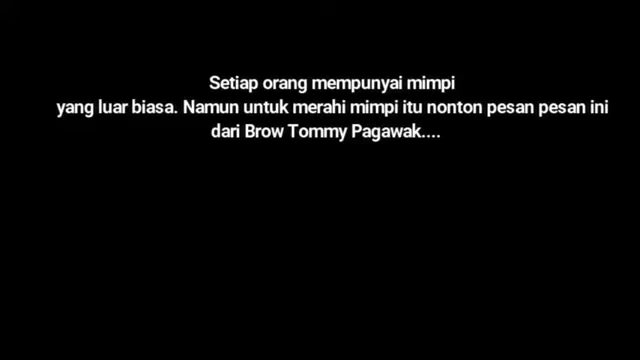 Setiap orang mempunyai mimpi
yang luar biasa. Namun untuk merahi mimpi itu nonton pesan pesan ini
dari Brow Tommy Pagawak....